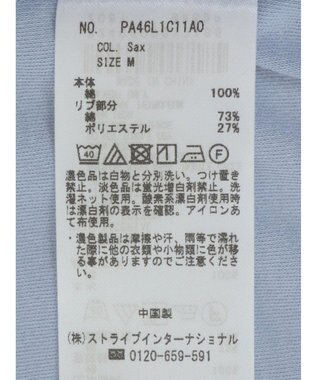 NO. PA46L1C11A0
COL. Sax
SIZE M
本体
綿 100%
リブ部分
綿 73%
ポリエステル 27%
40
F
濃色品は白物と分別洗い。つけ置き
禁止。淡色品は蛍光増白剤禁止。洗
濯ネット使用。酸素系漂白剤使用時
は漂白剤の表示を確認。アイロンあ
て布使用。
・濃色製品は摩擦や汗、雨等で濡れ
た際に他の衣類や小物類に色が移
る事がありますのでご注意くださ
い。
中国製
(株)ストライプインターナショナル
0120-659-591